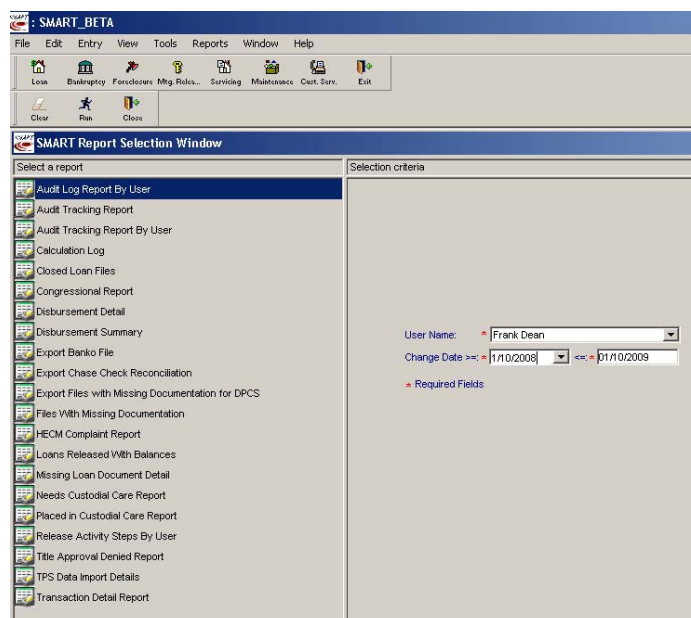 : SMART_BETA
File Edit Entry View Tools Reports Window Help
Loan Bankruptcy Foreclosure Mtg. Relea... Servicing Maintenance Cust. Serv. Exit
Clear Run Close
SMART Report Selection Window
Select a report Selection criteria
Audit Log Report By User
Audit Tracking Report
Audit Tracking Report By User
Calculation Log
Closed Loan Files
Congressional Report
Disbursement Detail
Disbursement Summary
Export Banko File
Export Chase Check Reconciliation
Export Files with Missing Documentation for DPCS
Files With Missing Documentation
HECM Complaint Report
Loans Released With Balances
Missing Loan Document Detail
Needs Custodial Care Report
Placed in Custodial Care Report
Release Activity Steps By User
Title Approval Denied Report
TPS Data Import Details
Transaction Detail Report
User Name: * Frank Dean
Change Date >=: * 1/10/2008 <=: * 01/10/2009
* Required Fields